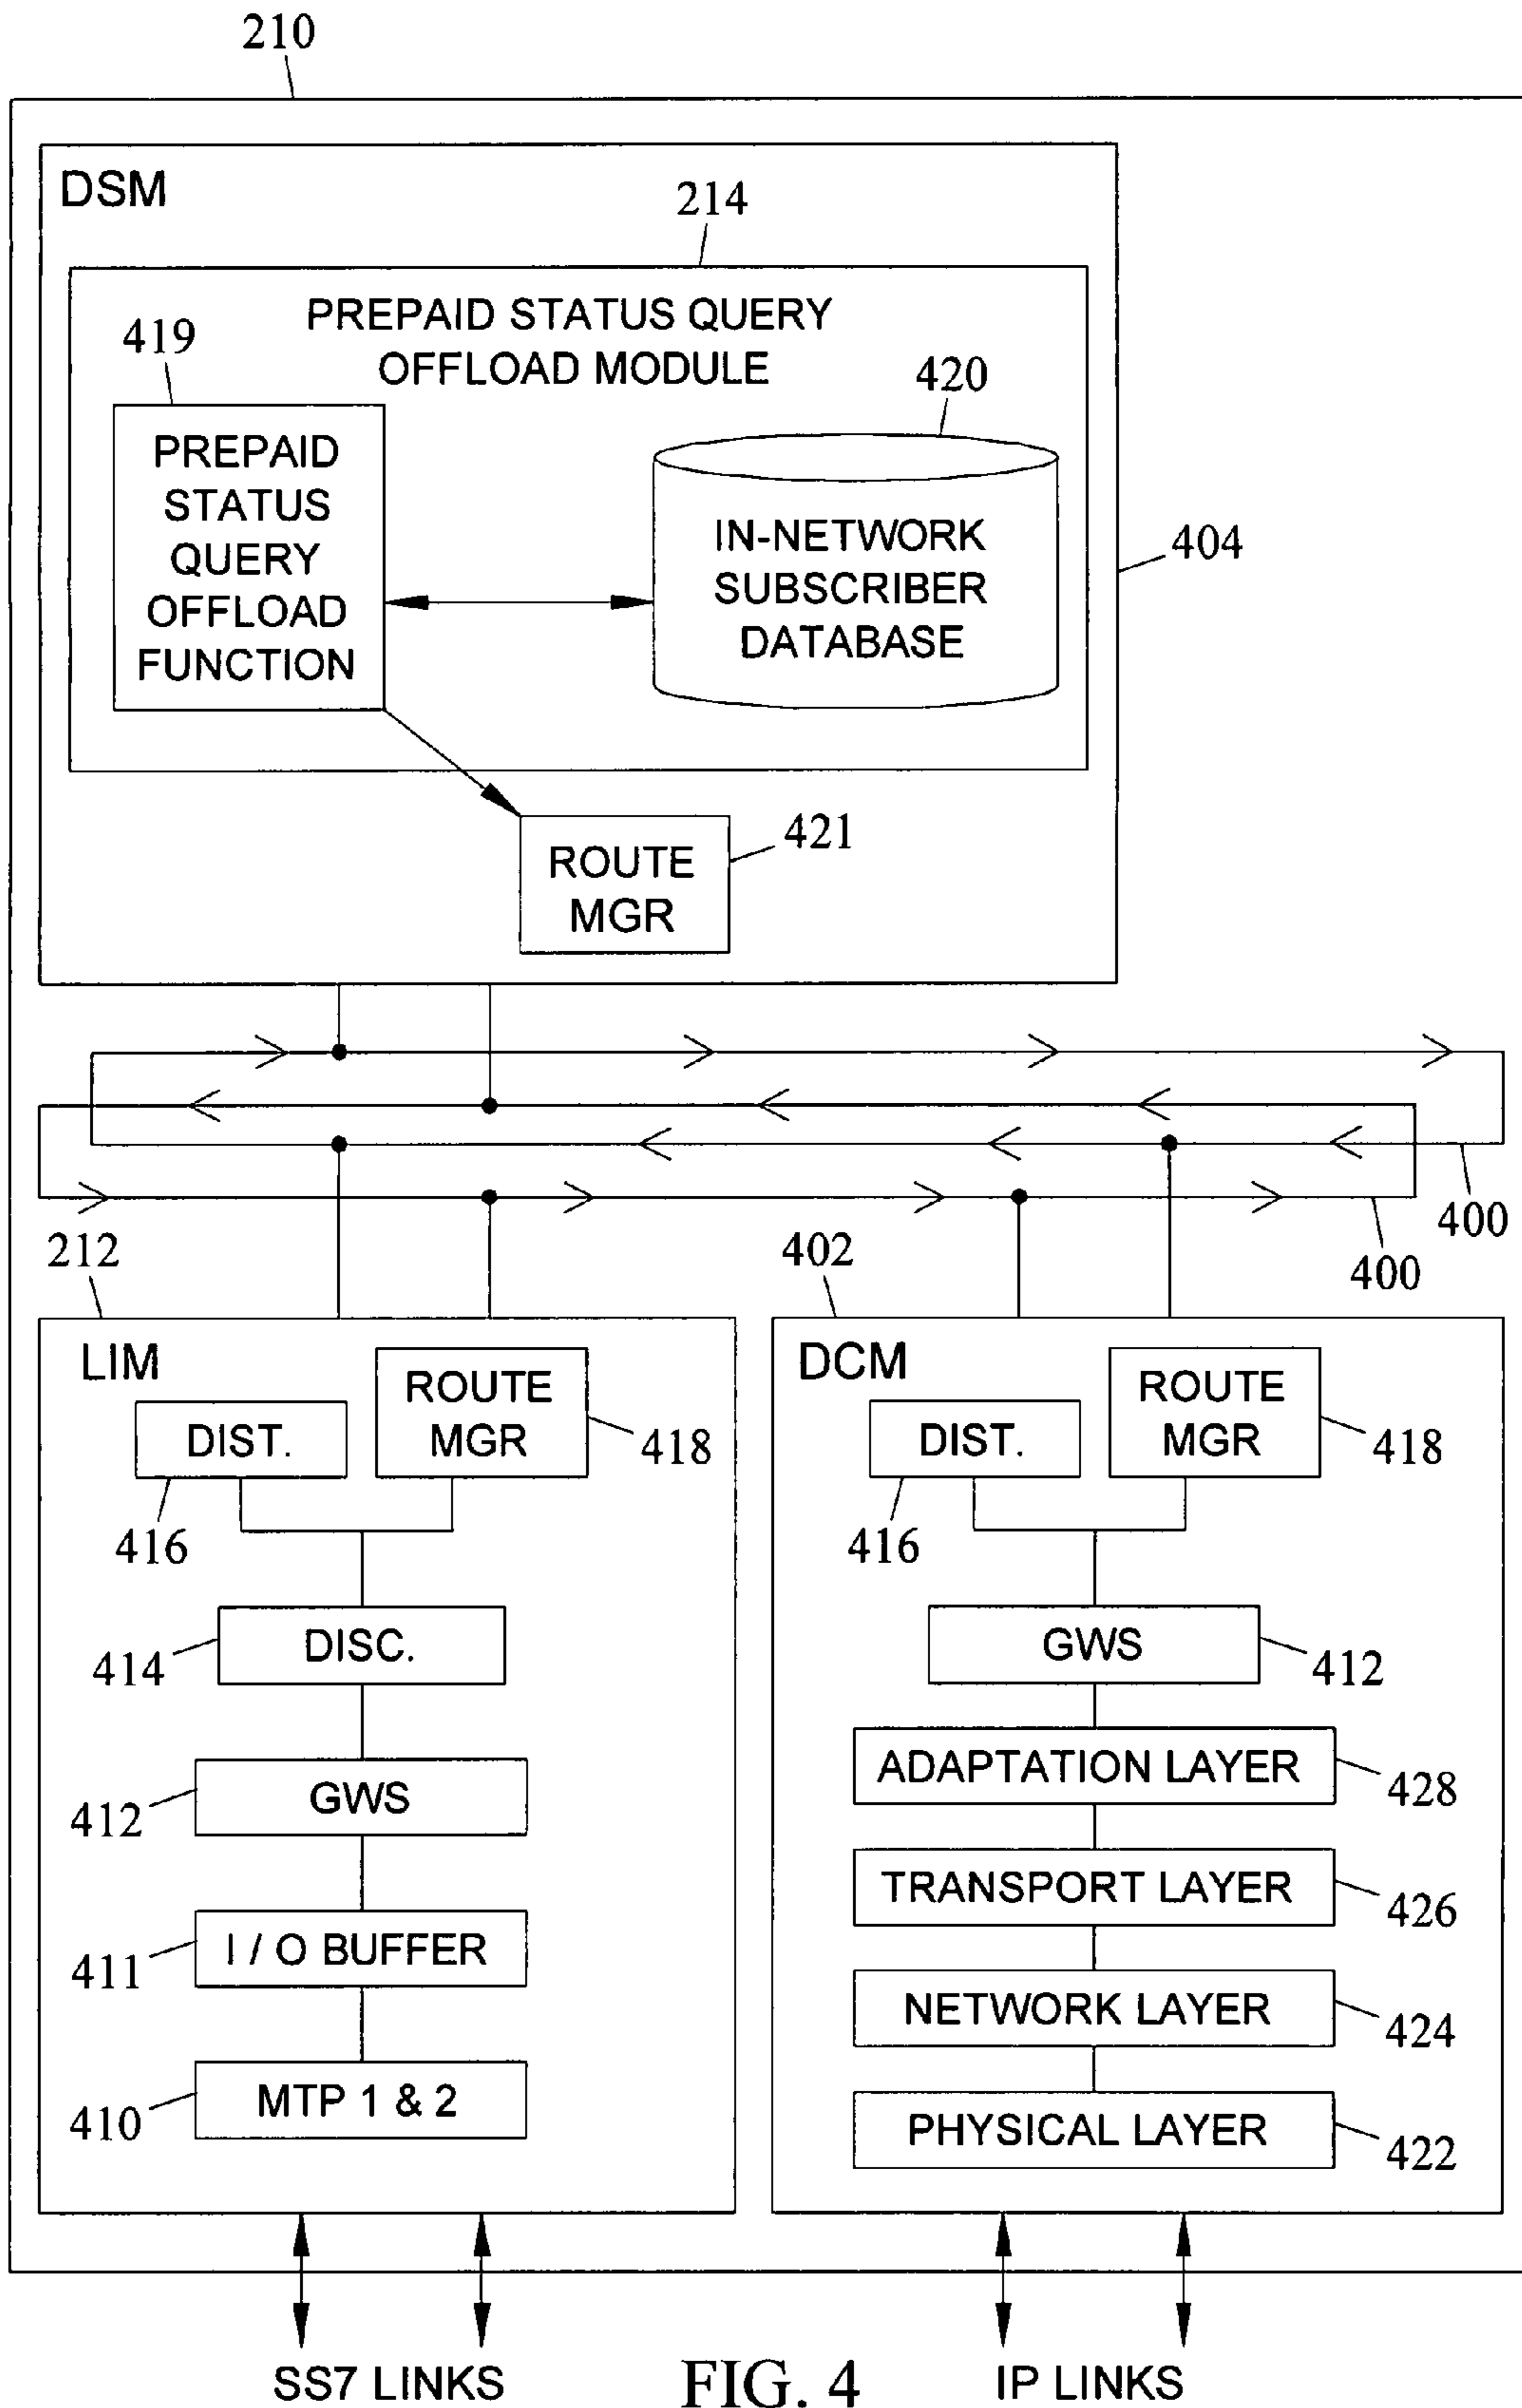 210
DSM
214
PREPAID STATUS QUERY
OFFLOAD MODULE
419
420
PREPAID
STATUS
QUERY
OFFLOAD
FUNCTION
IN-NETWORK
SUBSCRIBER
DATABASE
404
421
ROUTE
MGR
400
400
212
402
LIM
ROUTE
MGR
DIST.
418
416
DISC.
414
GWS
412
I / O BUFFER
411
MTP 1 & 2
410
DCM
ROUTE
MGR
DIST.
418
416
GWS
412
ADAPTATION LAYER
428
TRANSPORT LAYER
426
NETWORK LAYER
424
PHYSICAL LAYER
422
SS7 LINKS
IP LINKS
FIG. 4